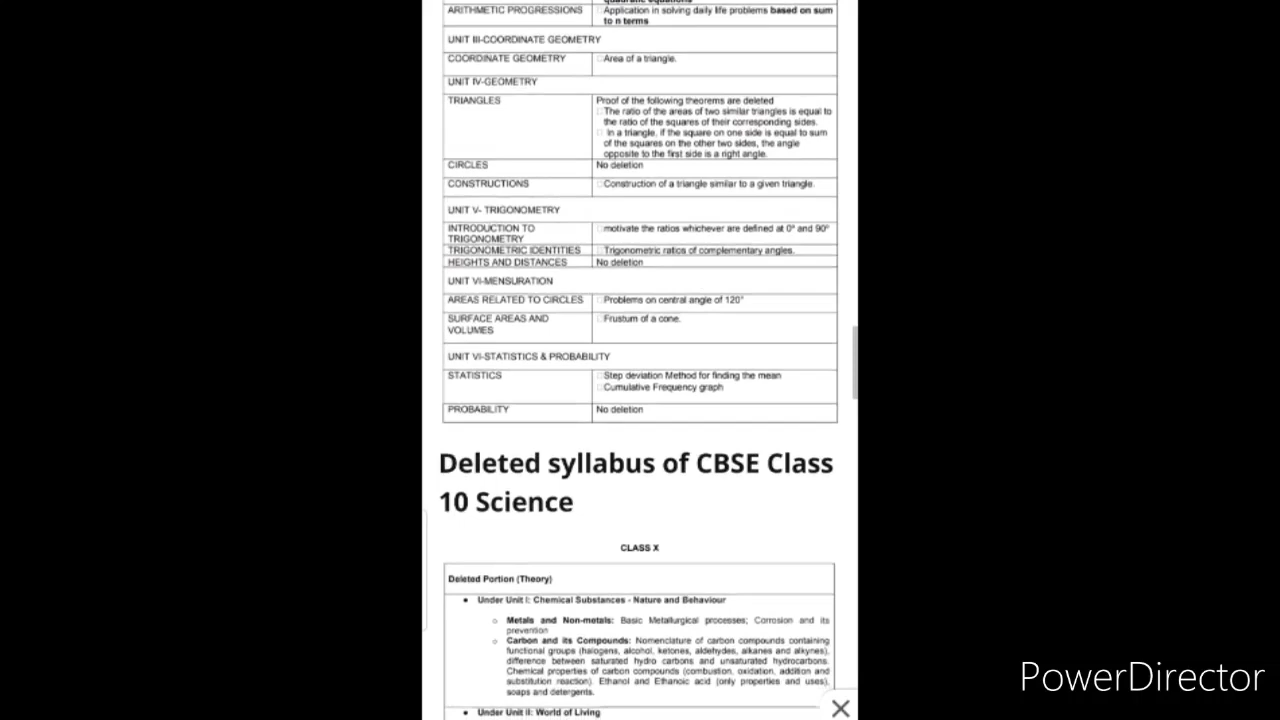 quadratic equations
ARITHMETIC PROGRESSIONS Application in solving daily life problems based on sum
to n terms
UNIT III-COORDINATE GEOMETRY
COORDINATE GEOMETRY Area of a triangle.
UNIT IV-GEOMETRY
TRIANGLES Proof of the following theorems are deleted
The ratio of the areas of two similar triangles is equal to
the ratio of the squares of their corresponding sides.
In a triangle, if the square on one side is equal to sum
of the squares on the other two sides, the angle
opposite to the first side is a right angle.
CIRCLES No deletion
CONSTRUCTIONS Construction of a triangle similar to a given triangle.
UNIT V- TRIGONOMETRY
INTRODUCTION TO motivate the ratios whichever are defined at 0° and 90°
TRIGONOMETRY
TRIGONOMETRIC IDENTITIES Trigonometric ratios of complementary angles.
HEIGHTS AND DISTANCES No deletion
UNIT VI-MENSURATION
AREAS RELATED TO CIRCLES Problems on central angle of 120°
SURFACE AREAS AND Frustum of a cone.
VOLUMES
UNIT VI-STATISTICS & PROBABILITY
STATISTICS Step deviation Method for finding the mean
Cumulative Frequency graph
PROBABILITY No deletion
Deleted syllabus of CBSE Class
10 Science
CLASS X
Deleted Portion (Theory)
• Under Unit I: Chemical Substances - Nature and Behaviour
o Metals and Non-metals: Basic Metallurgical processes; Corrosion and its
prevention
o Carbon and its Compounds: Nomenclature of carbon compounds containing
functional groups (halogens, alcohol, ketones, aldehydes, alkanes and alkynes),
difference between saturated hydro carbons and unsaturated hydrocarbons.
Chemical properties of carbon compounds (combustion, oxidation, addition and
substitution reaction). Ethanol and Ethanoic acid (only properties and uses),
soaps and detergents.
• Under Unit II: World of Living
PowerDirector